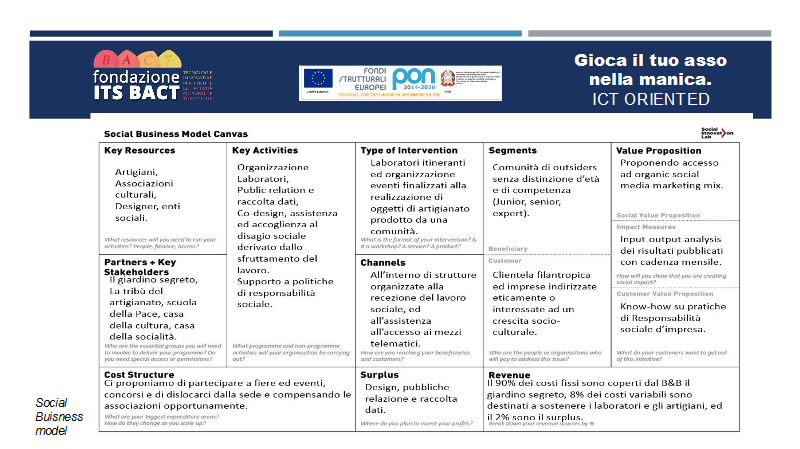 BACT
fondazione
ITS BACT
TECNOLOGIE
INNOVATIVE
PER I BENI E
LE ATTIVITÀ
CULTURALI E
TURISTICHE
FONDI
STRUTTURALI
EUROPEI
pon
2014-2020
Gioca il tuo asso
nella manica.
ICT ORIENTED
Social Business Model Canvas
Social
Innovation
Lab
Key Resources
Artigiani,
Associazioni
culturali,
Designer, enti
sociali.
What resources will you need to run your
activities? People, finance, access?
Partners + Key
Stakeholders
Il giardino segreto,
La tribù del
artigianato, scuola
della Pace, casa
della cultura, casa
della socialità.
Who are the essential groups you will need
to involve to deliver your programme? Do
you need special access or permissions?
Key Activities
Organizzazione
Laboratori,
Public relation e
raccolta dati,
Co-design, assistenza
ed accoglienza al
disagio sociale
derivato dallo
sfruttamento del
lavoro.
Supporto a politiche
di responsabilità
sociale.
What programme and non-programme
activities will your organisation be carrying
out?
Type of Intervention
Laboratori itineranti
ed organizzazione
eventi finalizzati alla
realizzazione di
oggetti di artigianato
prodotto da una
comunità.
What is the format of your intervention? Is
it a workshop? A service? A product?
Channels
All'interno di strutture
organizzate alla
recezione del lavoro
sociale, ed
all'assistenza
all'accesso ai mezzi
telematici.
How are you reaching your beneficiaries
and customers?
Segments
Comunità di outsiders
senza distinzione d'età
e di competenza
(Junior, senior,
expert).
Beneficiary
Customer
Clientela filantropica
ed imprese indirizzate
eticamente o
interessate ad un
crescita socio-
culturale.
Who are the people or organisations who
will pay to address this issue?
Value Proposition
Proponendo accesso
ad organic social
media marketing mix.
Social Value Proposition
Impact Measures
Input-output analysis
dei risultati pubblicati
con cadenza mensile.
How will you show that you are creating
social impact?
Customer Value Proposition
Know-how su pratiche
di Responsabilità
sociale d'impresa.
What do your customers want to get out
of this initiative?
Cost Structure
Ci proponiamo di partecipare a fiere ed eventi,
concorsi e di dislocarci dalla sede e compensando le
associazioni opportunamente.
What are your biggest expenditure areas?
How do they change as you scale up?
Surplus
Design, pubbliche
relazione e raccolta
dati.
Where do you plan to invest your profits?
Revenue
Il 90% dei costi fissi sono coperti dal B&B il
giardino segreto, 8% dei costi variabili sono
destinati a sostenere i laboratori e gli artigiani, ed
il 2% sono il surplus.
Break down your revenue sources by %
Social
Buisness
model